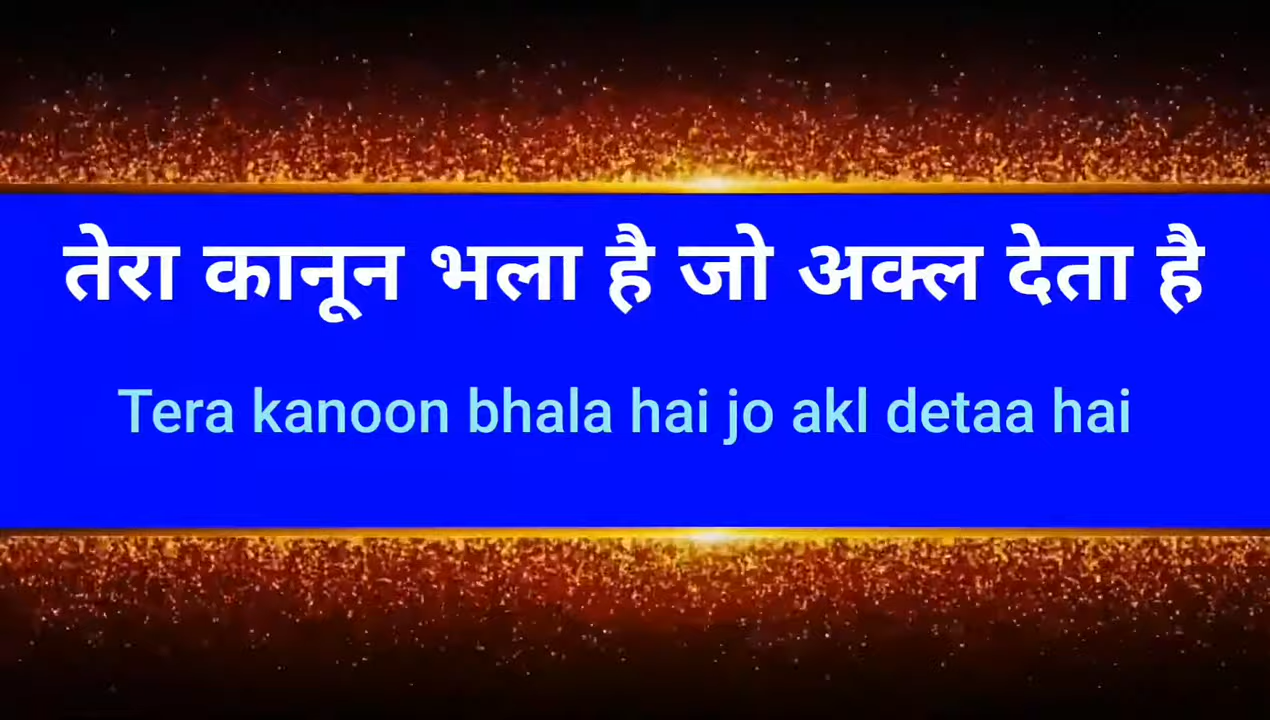 तेरा कानून भला है जो अक्ल देता है
Tera kanoon bhala hai jo akl detaa hai